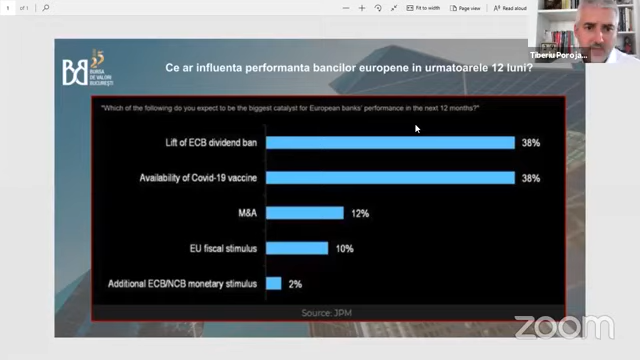 1
of 1
Fit to width
Page view
Read aloud
Tiberiu Poroja...
25
BURSA
DE VALORI
BUCUREȘTI
Ce ar influenta performanta bancilor europene in urmatoarele 12 luni?
"Which of the following do you expect to be the biggest catalyst for European banks' performance in the next 12 months?"
Lift of ECB dividend ban 38%
Availability of Covid-19 vaccine 38%
M&A 12%
EU fiscal stimulus 10%
Additional ECB/NCB monetary stimulus 2%
Source: JPM
zoom